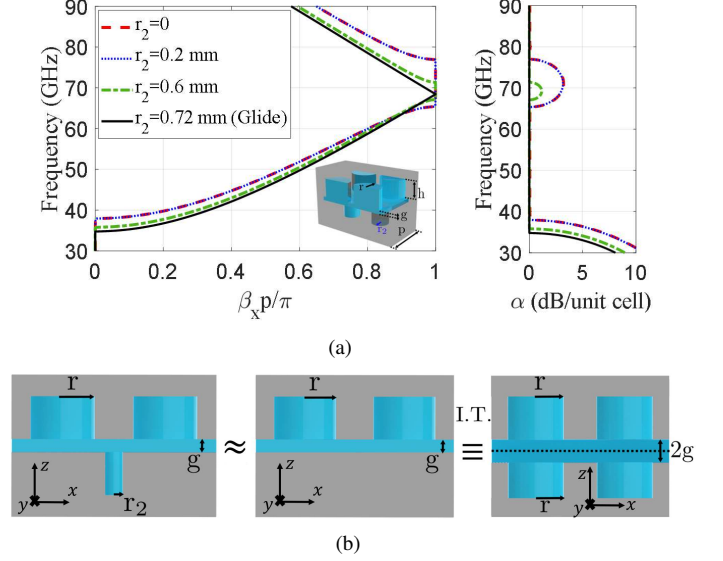 90
80
70
60
50
40
30
Frequency (GHz)
r₂=0
r₂=0.2 mm
r₂=0.6 mm
r₂=0.72 mm (Glide)
r
h
g
p
r₂
0
0.2
0.4
0.6
0.8
1
βₓp/π
90
80
70
60
50
40
30
Frequency (GHz)
0
5
10
α (dB/unit cell)
(a)
r
g
z
y
x
r₂
≈
r
g
z
y
x
I.T.
≡
r
2g
r
z
y
x
(b)